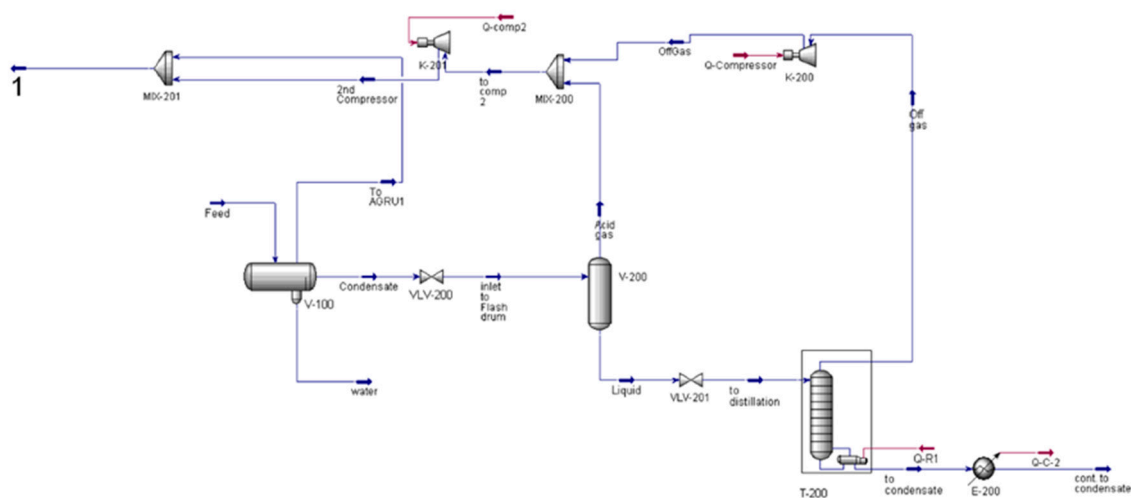 Q-comp2
K-201
OffGas
Q-Compressor
K-200
1
MIX-201
2nd
Compressor
to
comp
2
MIX-200
Off
gas
To
AGRU1
Feed
Acid
gas
V-100
Condensate
VLV-200
inlet
to
Flash
drum
V-200
water
Liquid
VLV-201
to
distillation
Q-R1
T-200
to
condensate
E-200
Q-C-2
cont. to
condensate